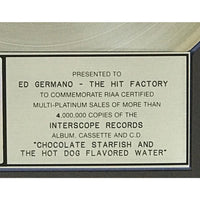 PRESENTED TO
ED GERMANO - THE HIT FACTORY
TO COMMEMORATE RIAA CERTIFIED
MULTI-PLATINUM SALES OF MORE THAN
4,000,000 COPIES OF THE
INTERSCOPE RECORDS
ALBUM, CASSETTE AND C.D.
"CHOCOLATE STARFISH AND
THE HOT DOG FLAVORED WATER"